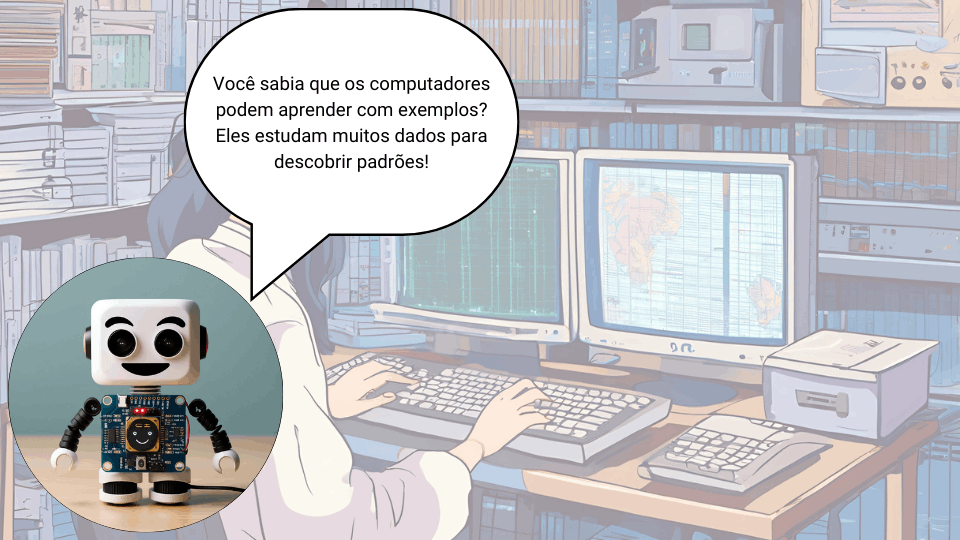 Você sabia que os computadores
podem aprender com exemplos?
Eles estudam muitos dados para
descobrir padrões!